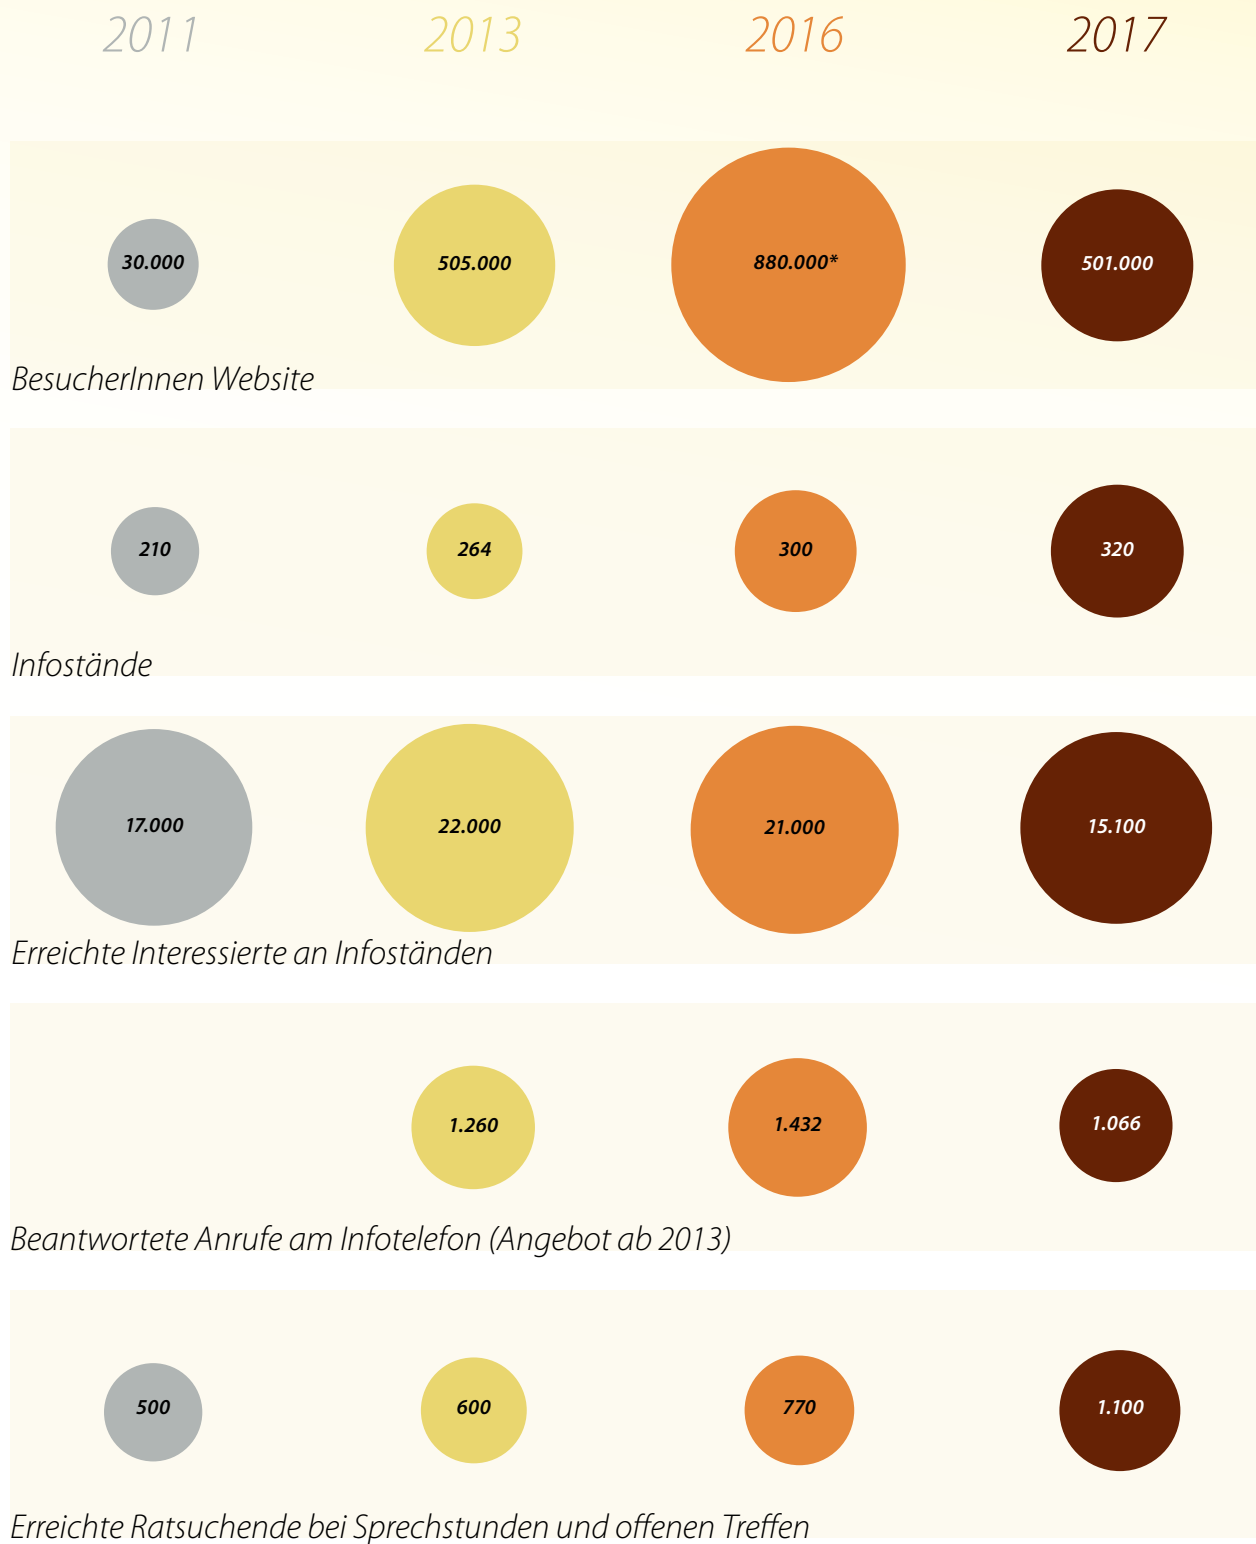 2011 2013 2016 2017
30.000 505.000 880.000* 501.000
BesucherInnen Website
210 264 300 320
Infostände
17.000 22.000 21.000 15.100
Erreichte Interessierte an Infoständen
1.260 1.432 1.066
Beantwortete Anrufe am Infotelefon (Angebot ab 2013)
500 600 770 1.100
Erreichte Ratsuchende bei Sprechstunden und offenen Treffen